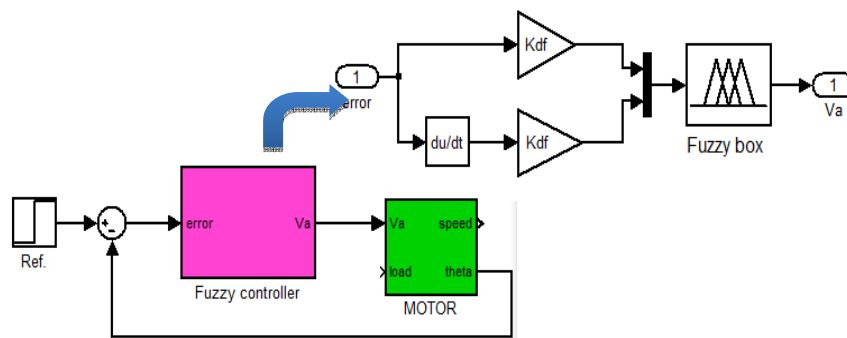 Kdf
1
error
du/dt
Kdf
Fuzzy box
1
Va
Ref.
+
-
error
Va
Fuzzy controller
Va
speed
load
theta
MOTOR